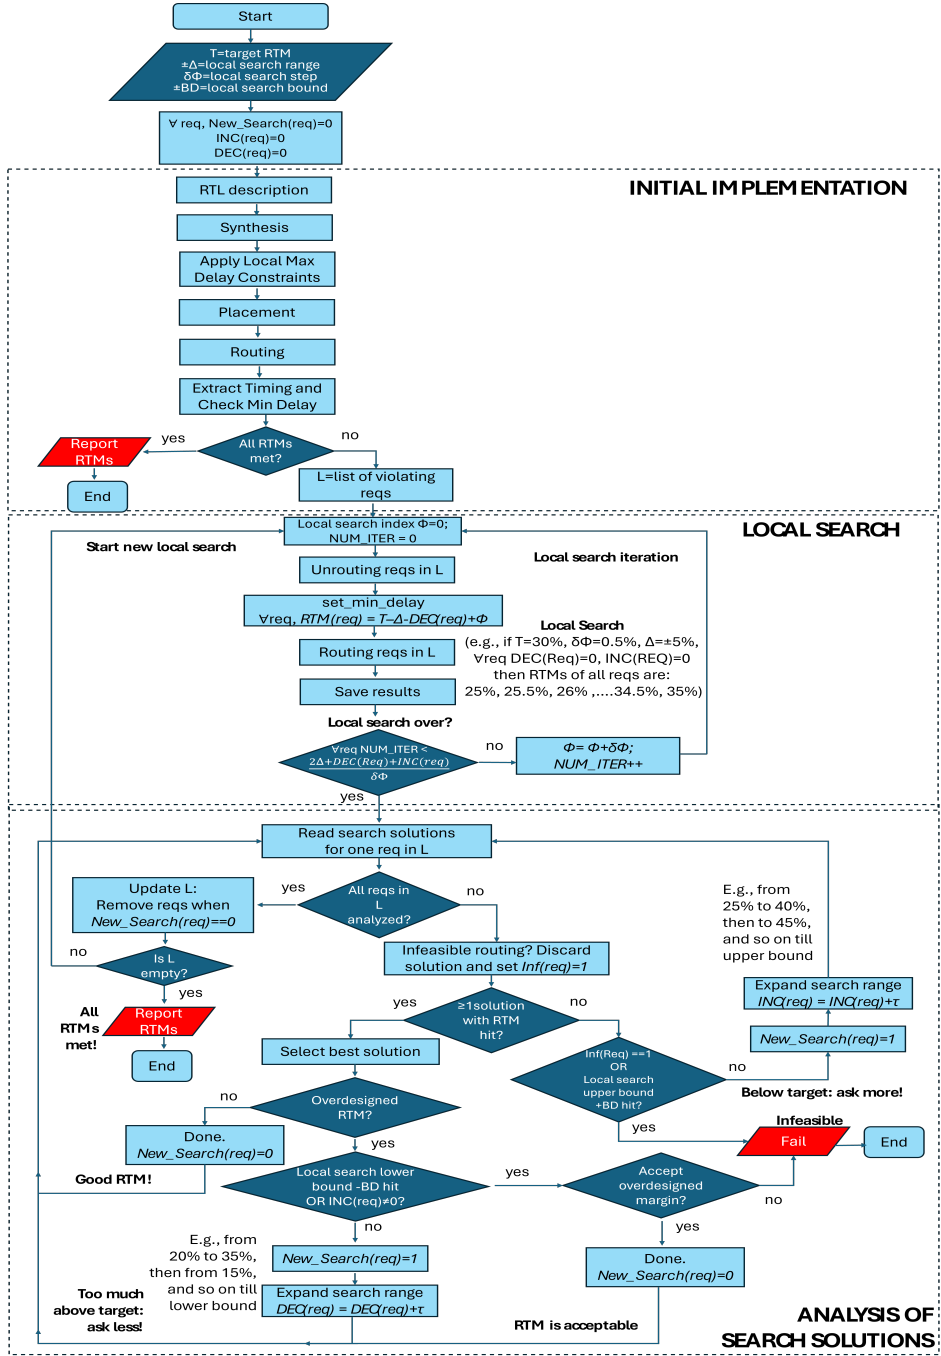 Start
T=target RTM
±Δ=local search range
δΦ=local search step
±BD=local search bound
∀ req, New_Search(req)=0
INC(req)=0
DEC(req)=0
INITIAL IMPLEMENTATION
RTL description
Synthesis
Apply Local Max
Delay Constraints
Placement
Routing
Extract Timing and
Check Min Delay
All RTMs
met?
yes
no
Report
RTMs
End
L=list of violating
reqs
LOCAL SEARCH
Local search index Φ=0;
NUM_ITER = 0
Start new local search
Local search iteration
Unrouting reqs in L
set_min_delay
∀req, RTM(req) = T–Δ-DEC(req)+Φ
Routing reqs in L
Save results
Local Search
(e.g., if T=30%, δΦ=0.5%, Δ=±5%,
∀req DEC(Req)=0, INC(REQ)=0
then RTMs of all reqs are:
25%, 25.5%, 26% ,....34.5%, 35%)
Local search over?
∀req NUM_ITER <
2Δ+DEC(Req)+INC(req)
δΦ
no
Φ= Φ+δΦ;
NUM_ITER++
yes
Read search solutions
for one req in L
All reqs in
L
analyzed?
yes
no
Update L:
Remove reqs when
New_Search(req)==0
Is L
empty?
no
yes
All
RTMs
met!
Report
RTMs
End
Infeasible routing? Discard
solution and set Inf(req)=1
≥1solution
with RTM
hit?
yes
no
E.g., from
25% to 40%,
then to 45%,
and so on till
upper bound
Expand search range
INC(req) = INC(req)+τ
New_Search(req)=1
Below target: ask more!
Inf(Req) ==1
OR
Local search
upper bound
+BD hit?
no
yes
Infeasible
Fail
End
Select best solution
Overdesigned
RTM?
no
yes
Done.
New_Search(req)=0
Good RTM!
Local search lower
bound -BD hit
OR INC(req)≠0?
yes
no
Accept
overdesigned
margin?
no
yes
Done.
New_Search(req)=0
E.g., from
20% to 35%,
then from 15%,
and so on till
lower bound
New_Search(req)=1
Expand search range
DEC(req) = DEC(req)+τ
Too much
above target:
ask less!
RTM is acceptable
ANALYSIS OF
SEARCH SOLUTIONS